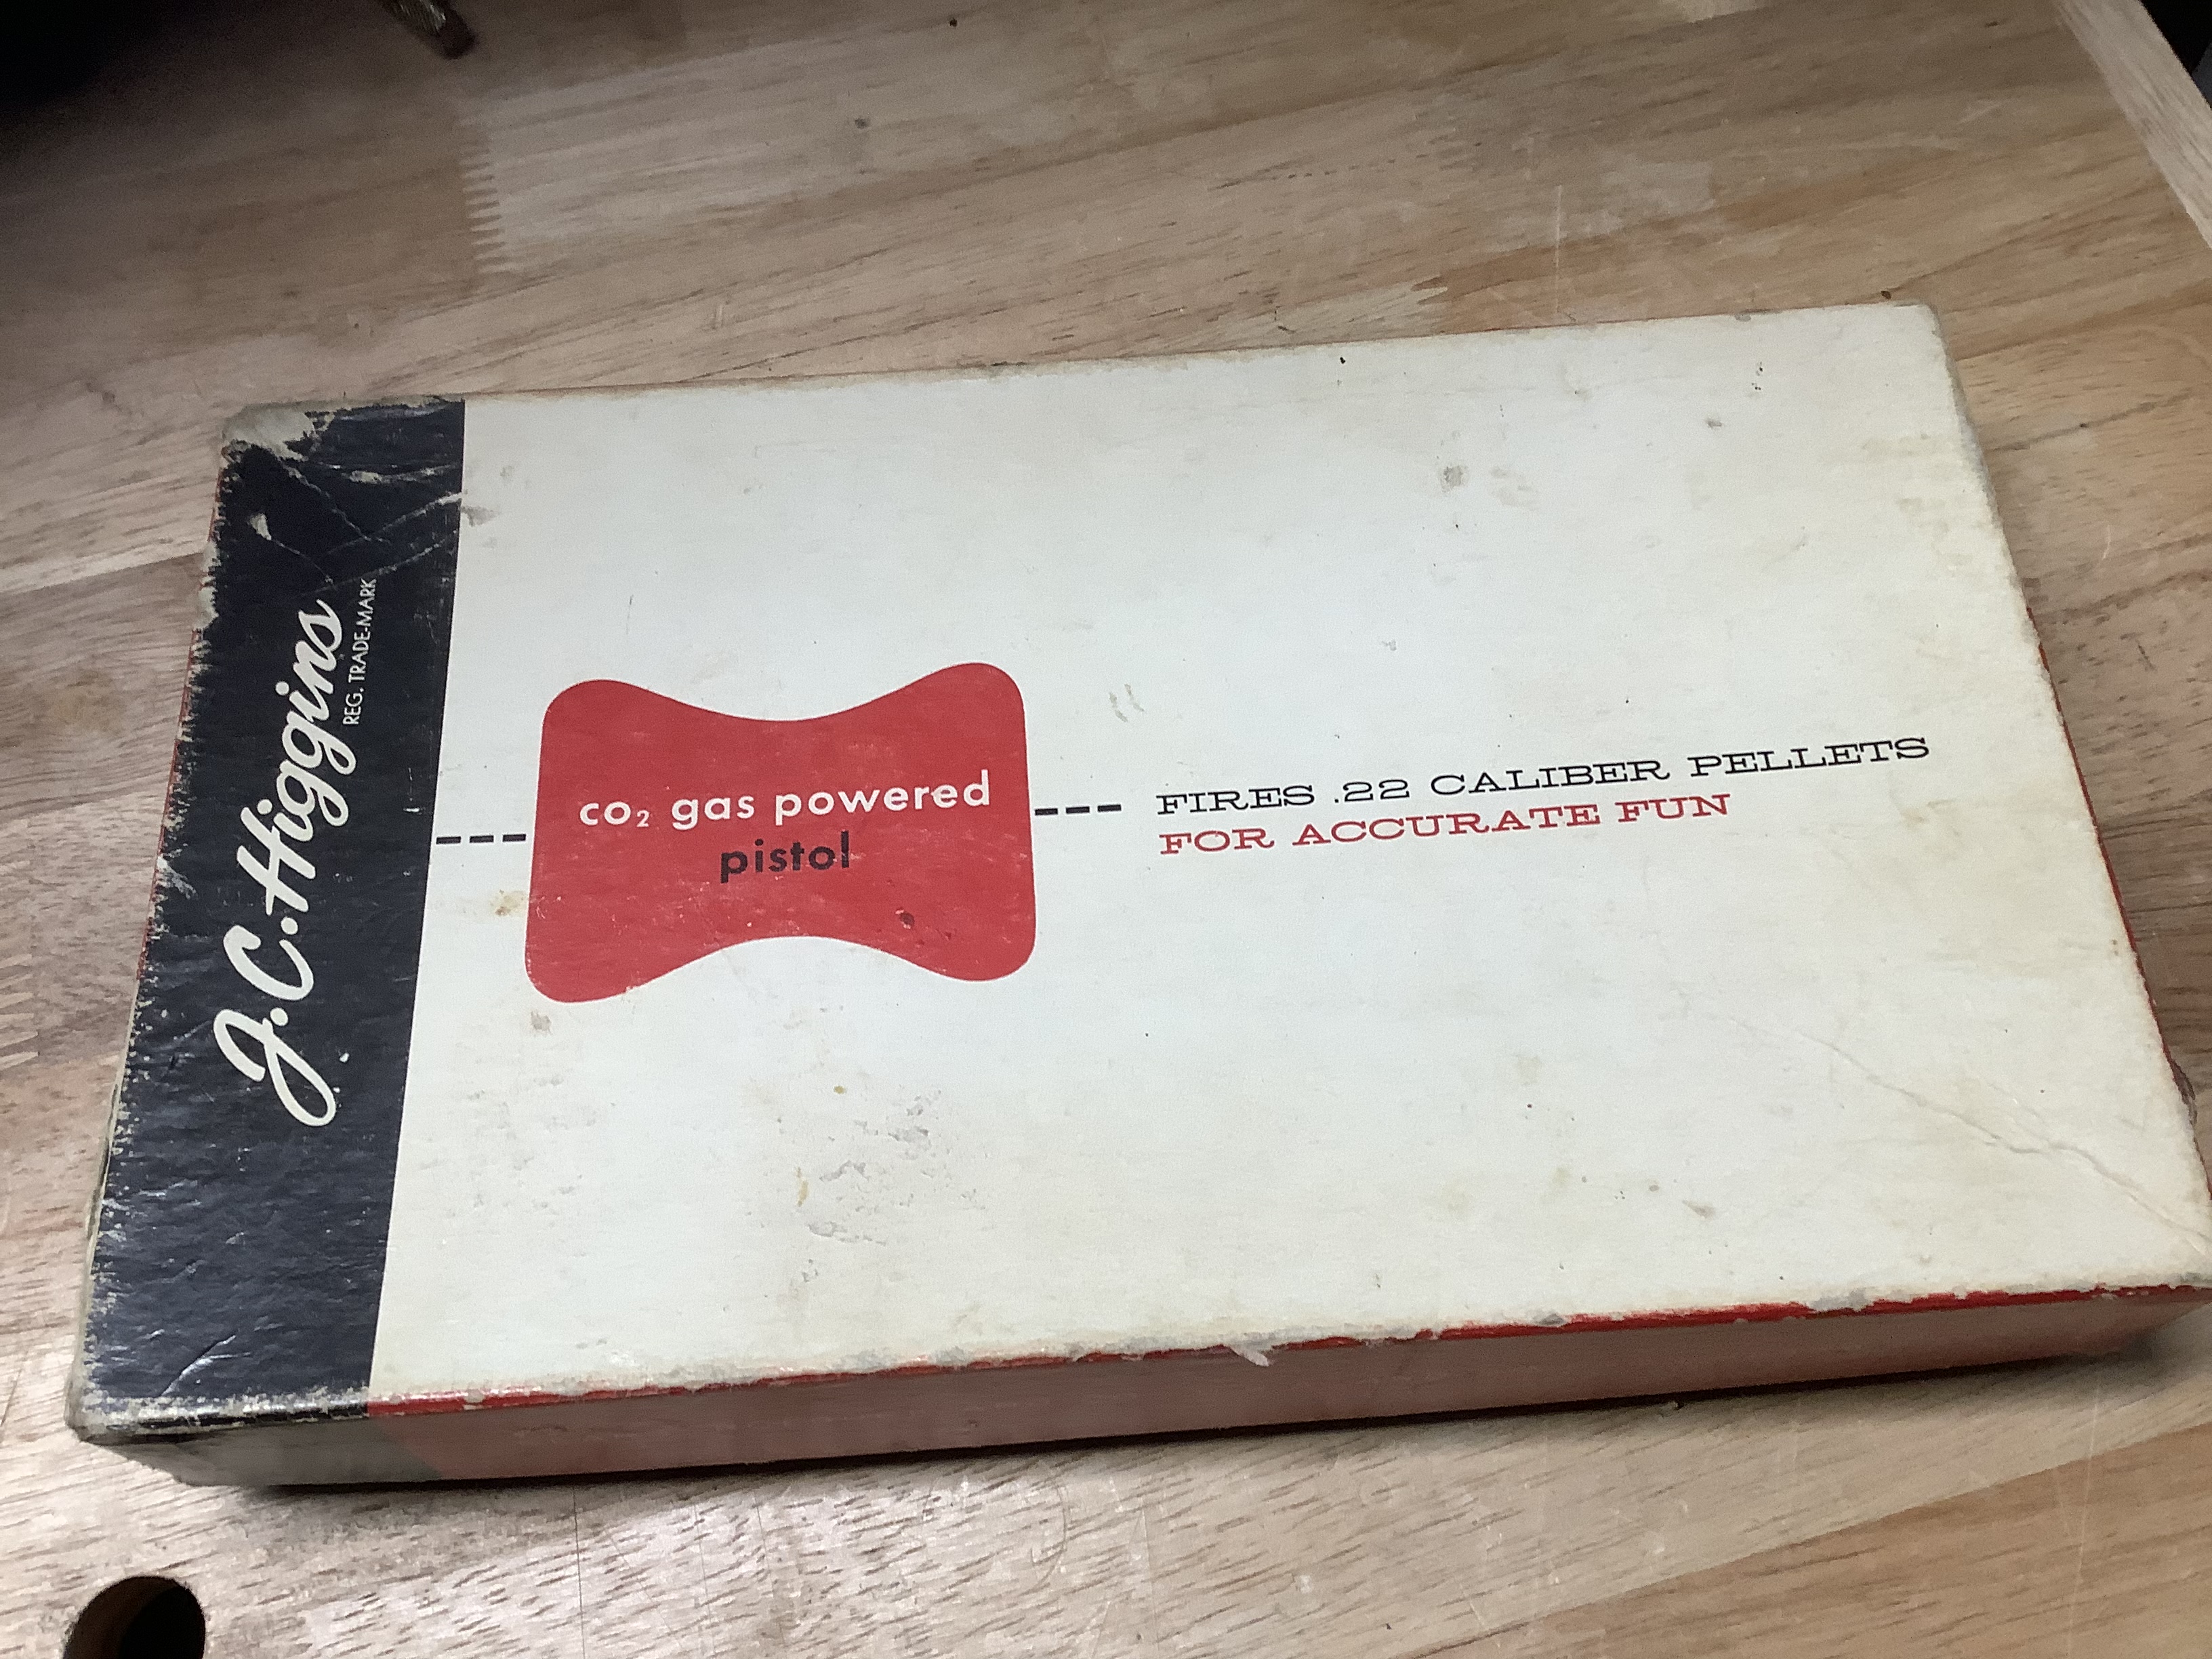 J.C.Higgins
REG. TRADE-MARK
co₂ gas powered
pistol
FIRES .22 CALIBER PELLETS
FOR ACCURATE FUN